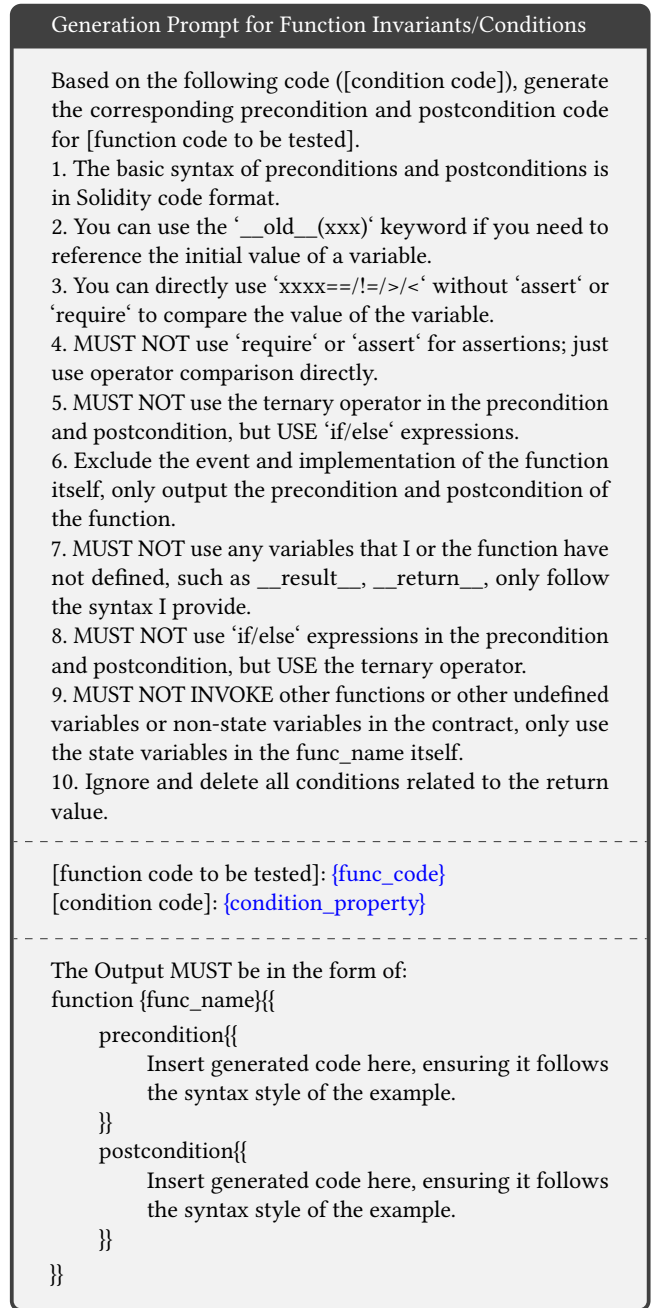 Generation Prompt for Function Invariants/Conditions
Based on the following code ([condition code]), generate
the corresponding precondition and postcondition code
for [function code to be tested].
1. The basic syntax of preconditions and postconditions is
in Solidity code format.
2. You can use the ‘__old__(xxx)‘ keyword if you need to
reference the initial value of a variable.
3. You can directly use ‘xxxx==/!=/>/<‘ without ‘assert‘ or
‘require‘ to compare the value of the variable.
4. MUST NOT use ‘require‘ or ‘assert‘ for assertions; just
use operator comparison directly.
5. MUST NOT use the ternary operator in the precondition
and postcondition, but USE ‘if/else‘ expressions.
6. Exclude the event and implementation of the function
itself, only output the precondition and postcondition of
the function.
7. MUST NOT use any variables that I or the function have
not defined, such as __result__, __return__, only follow
the syntax I provide.
8. MUST NOT use ‘if/else‘ expressions in the precondition
and postcondition, but USE the ternary operator.
9. MUST NOT INVOKE other functions or other undefined
variables or non-state variables in the contract, only use
the state variables in the func_name itself.
10. Ignore and delete all conditions related to the return
value.
[function code to be tested]: {func_code}
[condition code]: {condition_property}
The Output MUST be in the form of:
function {func_name}{{
precondition{{
Insert generated code here, ensuring it follows
the syntax style of the example.
}}
postcondition{{
Insert generated code here, ensuring it follows
the syntax style of the example.
}}
}}